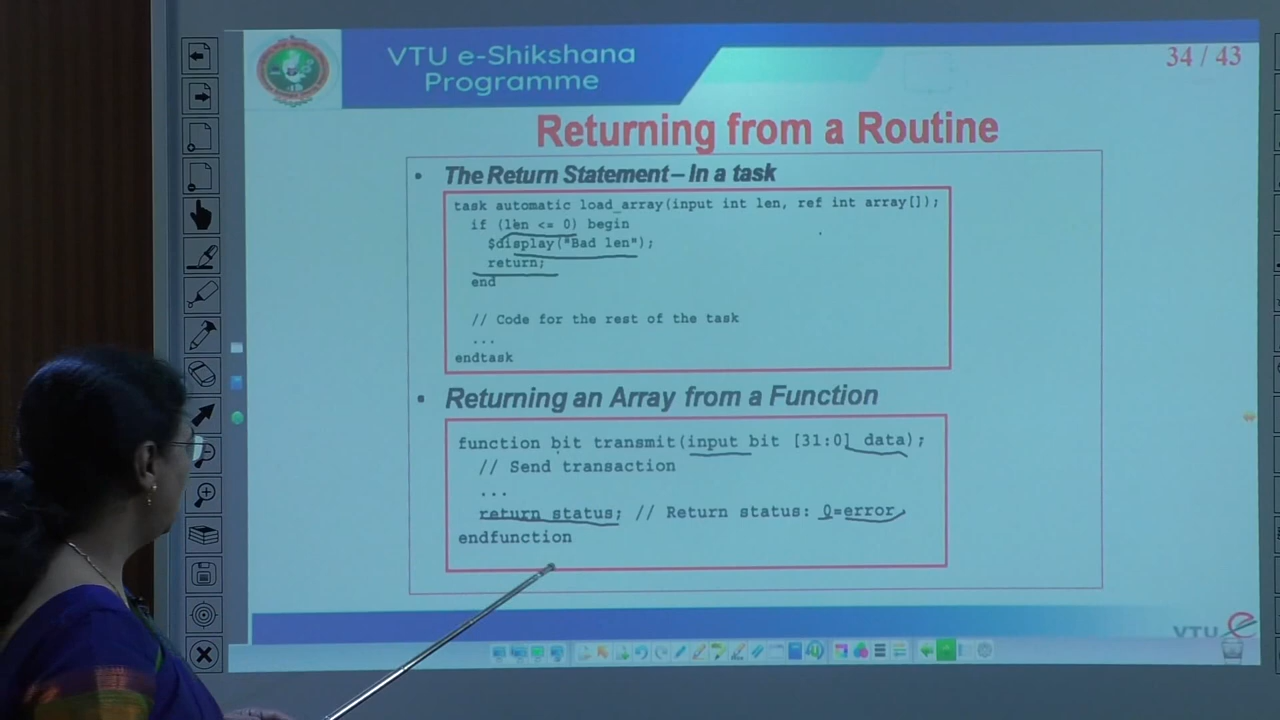 VTU e-Shikshana
Programme
34 / 43
Returning from a Routine
• The Return Statement – In a task
task automatic load_array(input int len, ref int array[]);
if (len <= 0) begin
$display("Bad len");
return;
end
// Code for the rest of the task
...
endtask
• Returning an Array from a Function
function bit transmit(input bit [31:0] data);
// Send transaction
...
return status; // Return status: 0=error
endfunction
VTU e